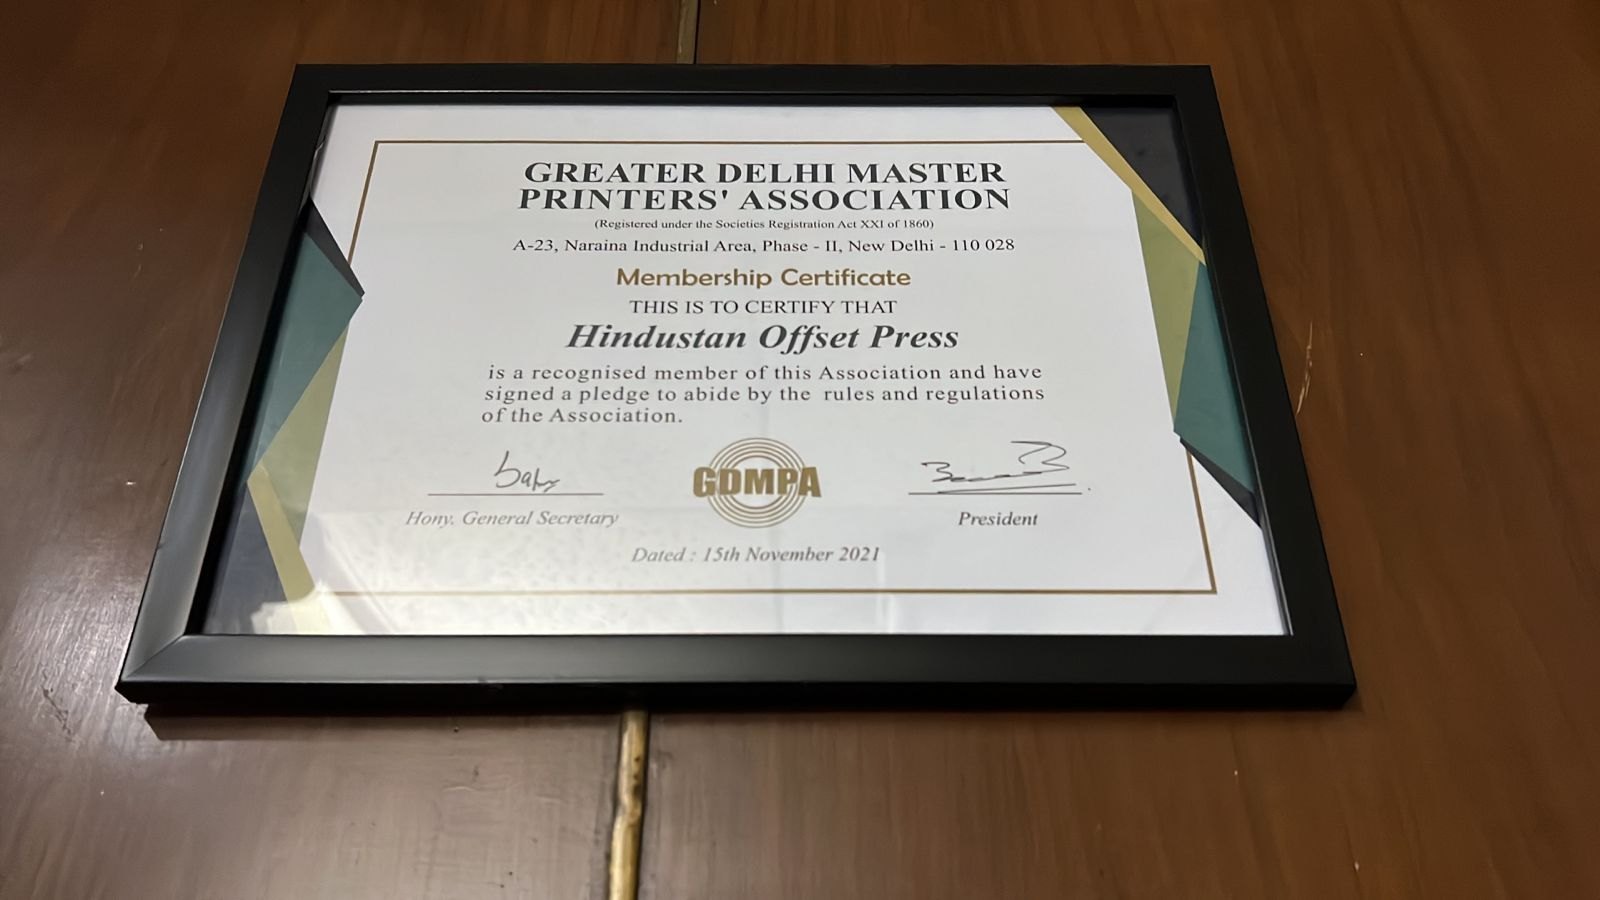 GREATER DELHI MASTER
PRINTERS' ASSOCIATION
(Registered under the Societies Registration Act XXI of 1860)
A-23, Naraina Industrial Area, Phase - II, New Delhi - 110 028
Membership Certificate
THIS IS TO CERTIFY THAT
Hindustan Offset Press
is a recognised member of this Association and have
signed a pledge to abide by the rules and regulations
of the Association.
GDMPA
Hony. General Secretary
President
Dated : 15th November 2021